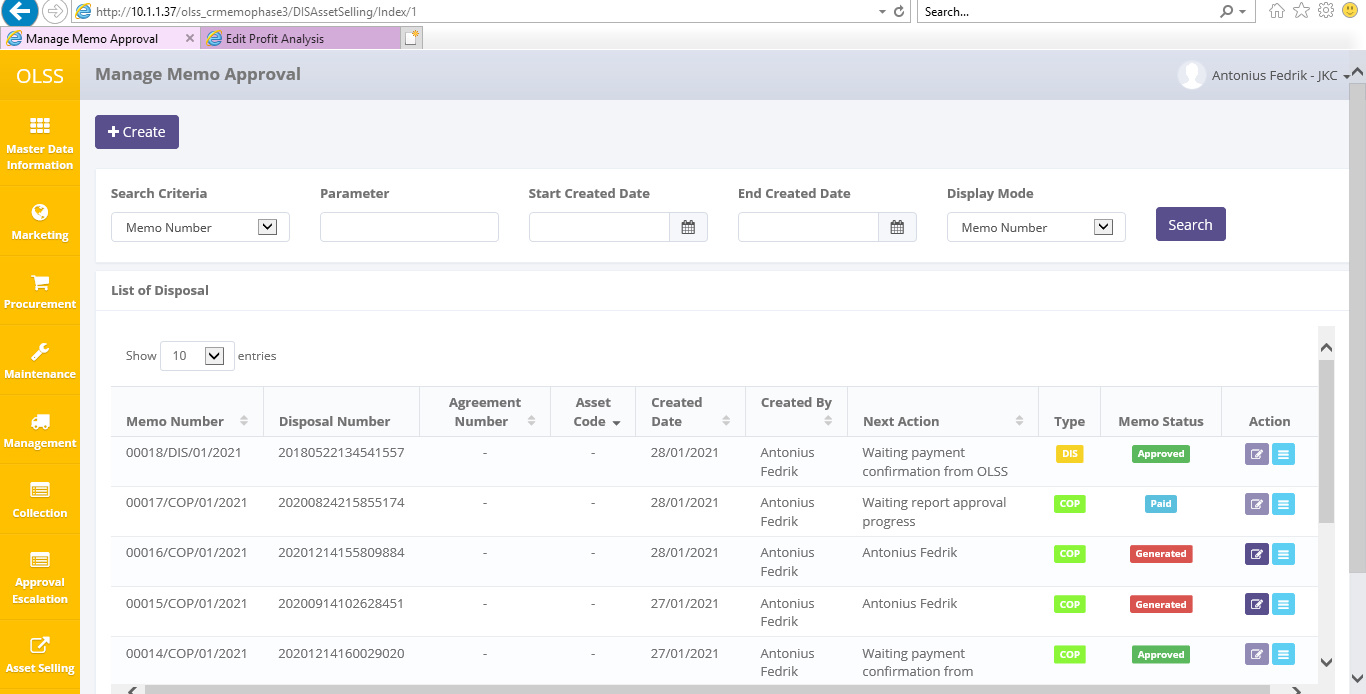 http://10.1.1.37/olss_crmemophase3/DISAssetSelling/Index/1
Search...
Manage Memo Approval
Edit Profit Analysis
OLSS
Manage Memo Approval
Antonius Fedrik - JKC
Master Data
Information
Marketing
Procurement
Maintenance
Management
Collection
Approval
Escalation
Asset Selling
Create
Search Criteria Parameter Start Created Date End Created Date Display Mode
Memo Number Memo Number Search
List of Disposal
Show 10 entries
Agreement Asset Created Created By
Memo Number Disposal Number Number Code Date Next Action Type Memo Status Action
00018/DIS/01/2021 20180522134541557 - - 28/01/2021 Antonius Waiting payment DIS Approved
Fedrik confirmation from OLSS
00017/COP/01/2021 20200824215855174 - - 28/01/2021 Antonius Waiting report approval COP Paid
Fedrik progress
00016/COP/01/2021 20201214155809884 - - 28/01/2021 Antonius Antonius Fedrik COP Generated
Fedrik
00015/COP/01/2021 20200914102628451 - - 27/01/2021 Antonius Antonius Fedrik COP Generated
Fedrik
00014/COP/01/2021 20201214160029020 - - 27/01/2021 Antonius Waiting payment COP Approved
Fedrik confirmation from